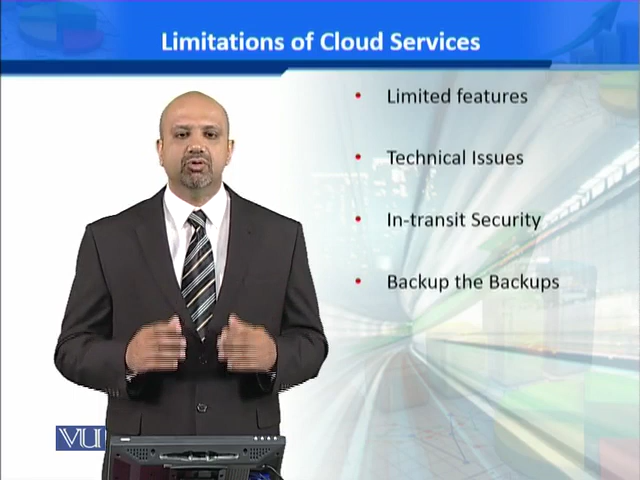 Limitations of Cloud Services
• Limited features
• Technical Issues
• In-transit Security
• Backup the Backups
VU